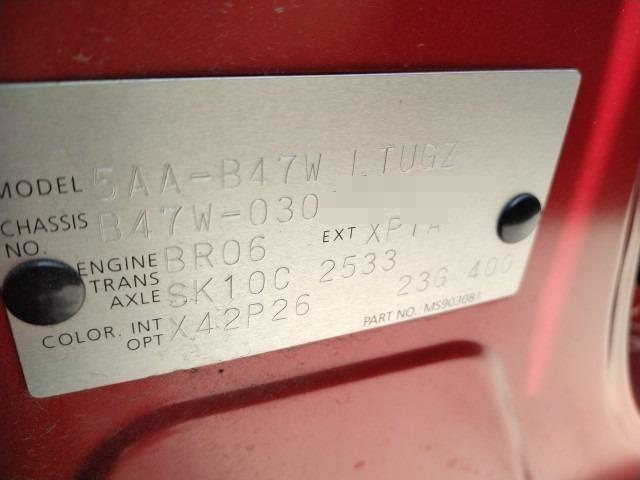 MODEL 5AA-B47W LTUGZ
CHASSIS NO. B47W-030
ENGINE BR06 EXT XPTA
TRANS AXLE SK10C 2533
COLOR. INT OPT X42P26 23G 400
PART NO.: MS903081